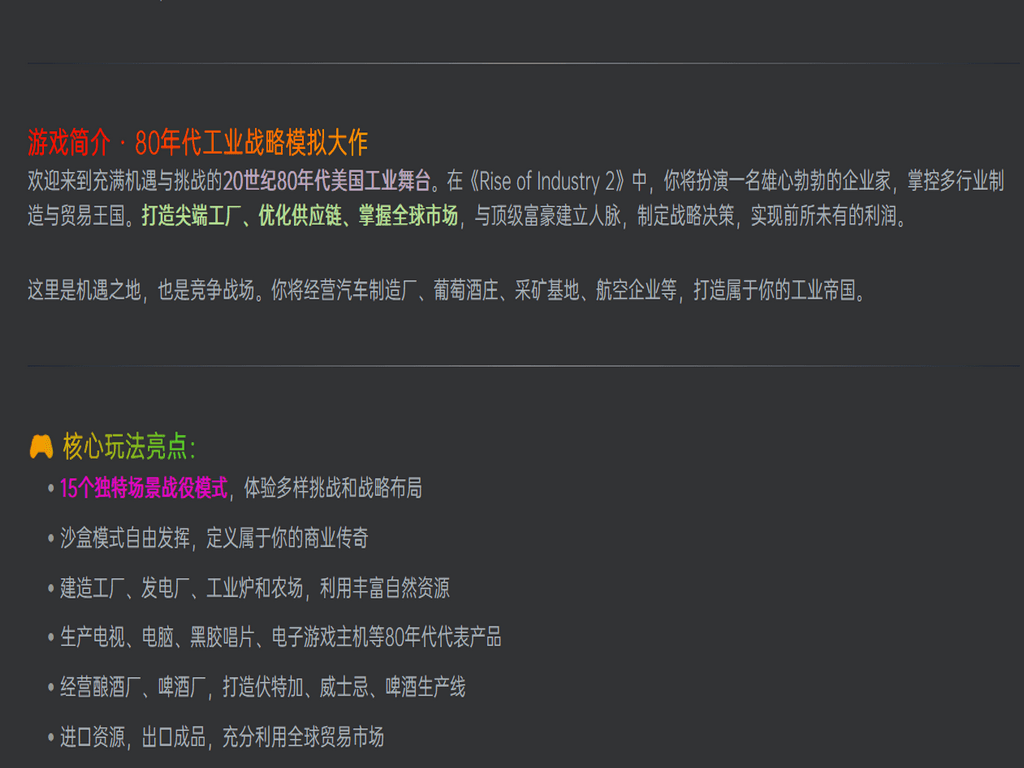 游戏简介 · 80年代工业战略模拟大作
欢迎来到充满机遇与挑战的20世纪80年代美国工业舞台。在《Rise of Industry 2》中，你将扮演一名雄心勃勃的企业家，掌控多行业制
造与贸易王国。打造尖端工厂、优化供应链、掌握全球市场，与顶级富豪建立人脉，制定战略决策，实现前所未有的利润。
这里是机遇之地，也是竞争战场。你将经营汽车制造厂、葡萄酒庄、采矿基地、航空企业等，打造属于你的工业帝国。
🎮 核心玩法亮点：
• 15个独特场景战役模式，体验多样挑战和战略布局
• 沙盒模式自由发挥，定义属于你的商业传奇
• 建造工厂、发电厂、工业炉和农场，利用丰富自然资源
• 生产电视、电脑、黑胶唱片、电子游戏主机等80年代代表产品
• 经营酿酒厂、啤酒厂，打造伏特加、威士忌、啤酒生产线
• 进口资源，出口成品，充分利用全球贸易市场